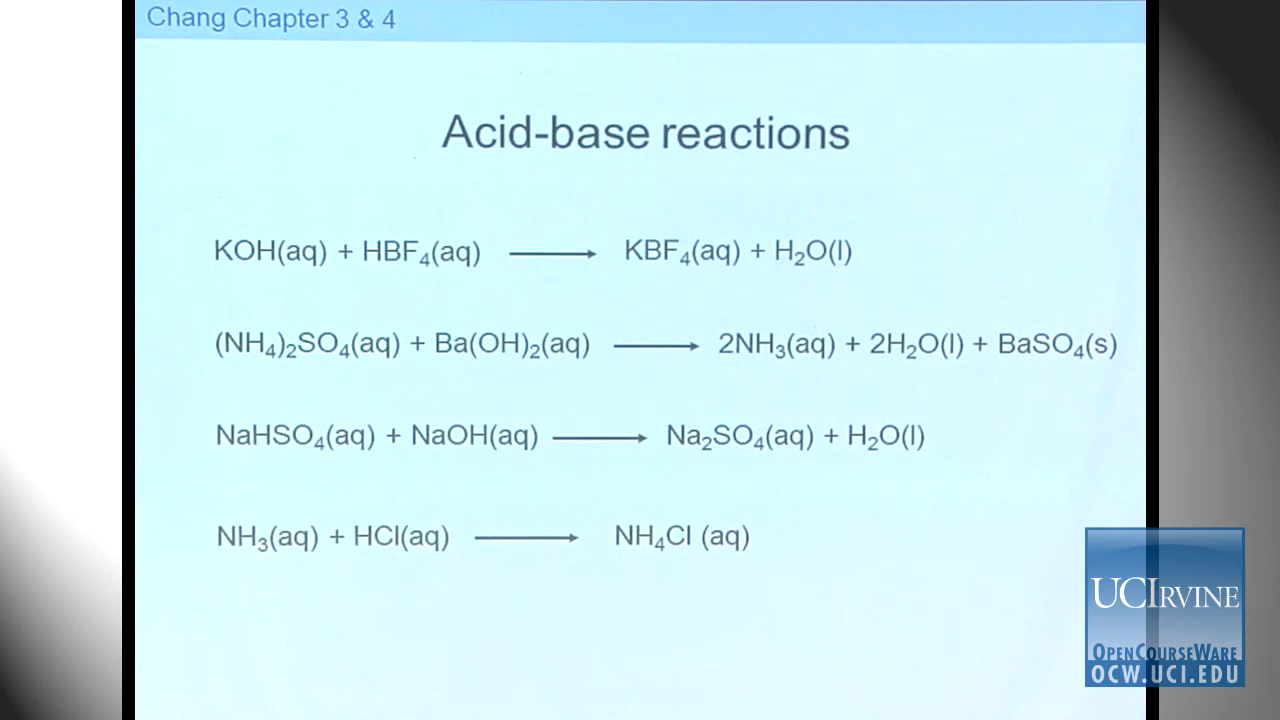 Chang Chapter 3 & 4
Acid-base reactions
KOH(aq) + HBF₄(aq) ⟶ KBF₄(aq) + H₂O(l)
(NH₄)₂SO₄(aq) + Ba(OH)₂(aq) ⟶ 2NH₃(aq) + 2H₂O(l) + BaSO₄(s)
NaHSO₄(aq) + NaOH(aq) ⟶ Na₂SO₄(aq) + H₂O(l)
NH₃(aq) + HCl(aq) ⟶ NH₄Cl (aq)
UCIRVINE
OPENCOURSEWARE
OCW.UCI.EDU